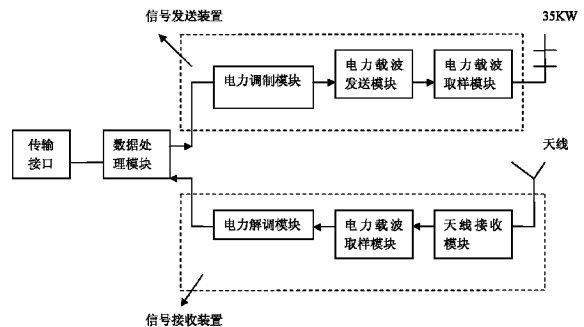 信号发送装置
35KW
电力调制模块
电力载波
发送模块
电力载波
取样模块
传输
接口
数据处
理模块
天线
电力解调模块
电力载波
取样模块
天线接收
模块
信号接收装置